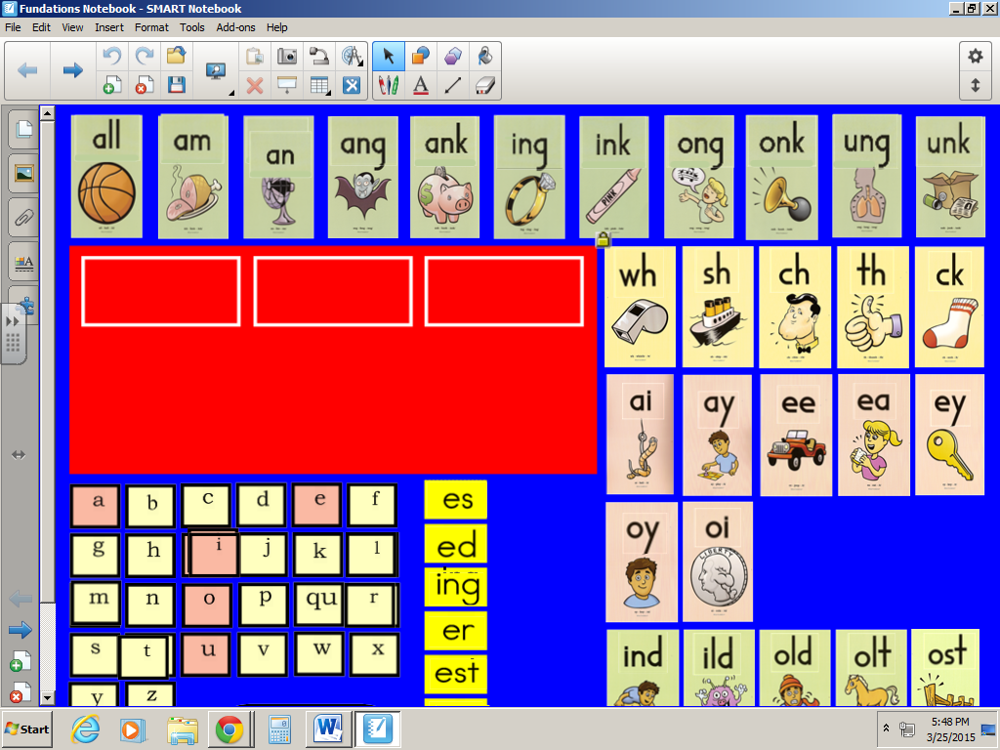 Fundations Notebook - SMART Notebook
File Edit View Insert Format Tools Add-ons Help
all am an ang ank ing ink ong onk ung unk
PINK
wh sh ch th ck
ai ay ee ea ey
oy oi
LIBERTY
ind ild old olt ost
a b c d e f
g h i j k l
m n o p qu r
s t u v w x
y z
es
ed
ing
er
est
Start
5:48 PM
3/25/2015